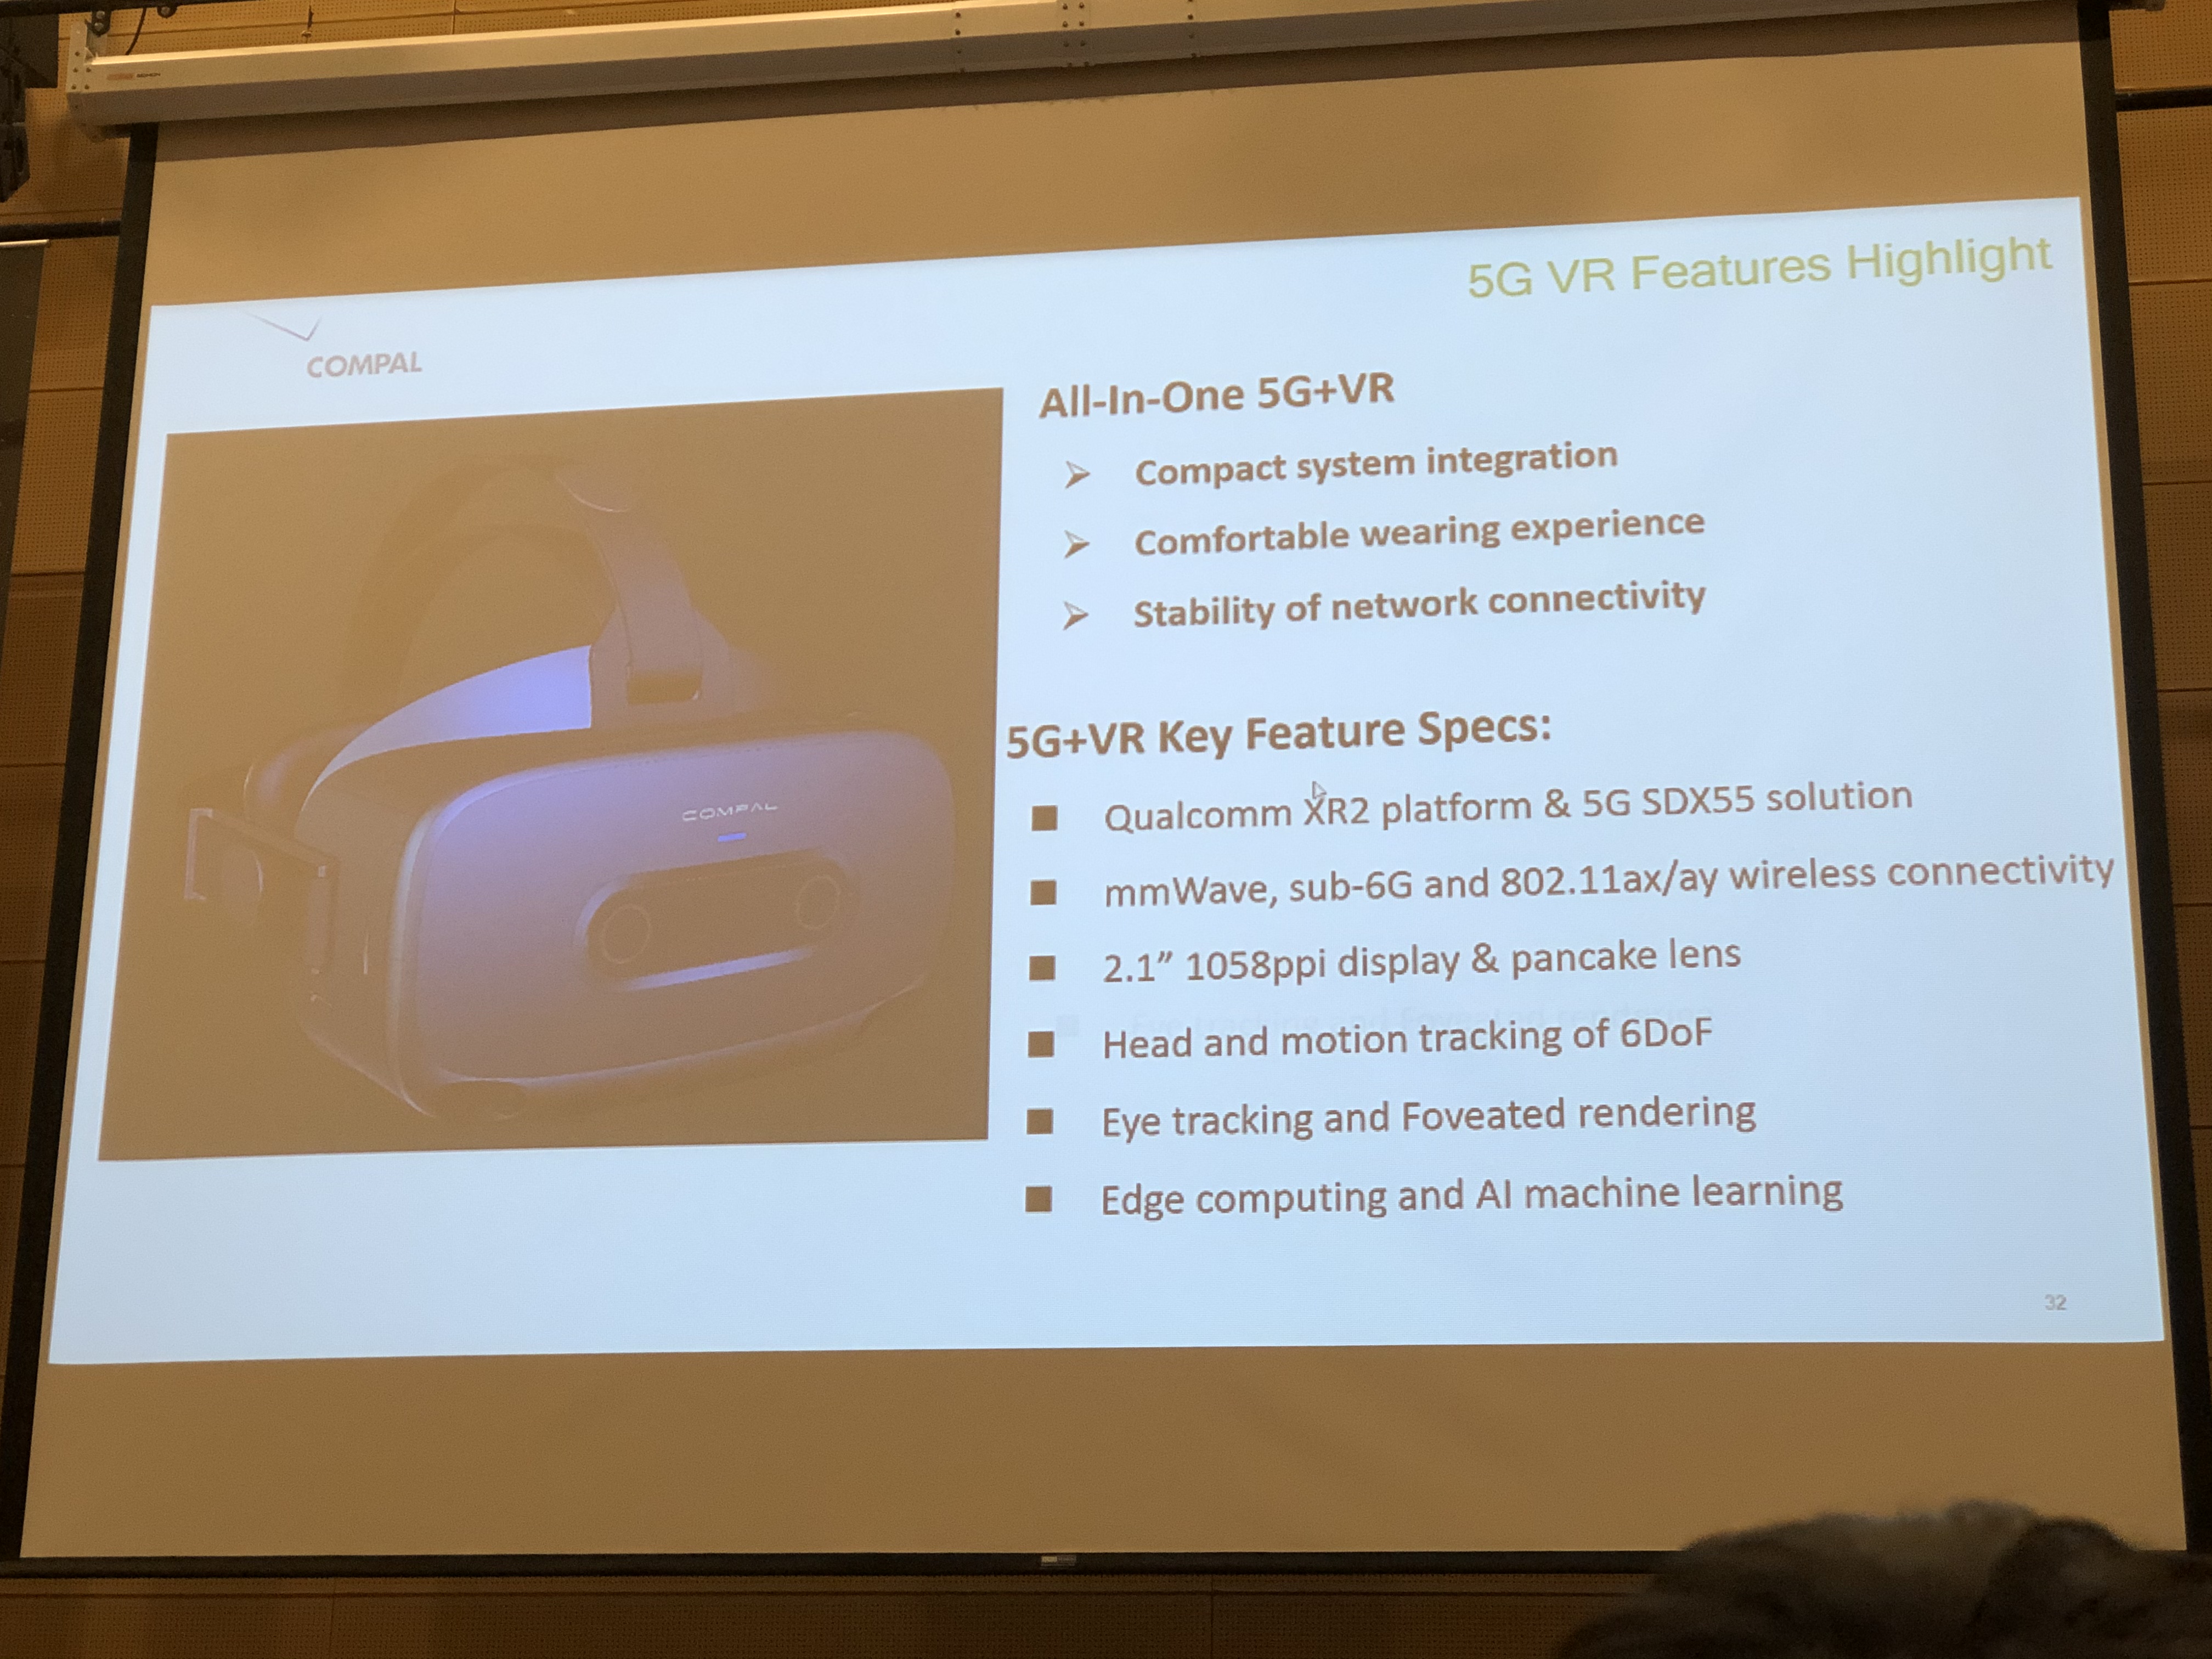 5G VR Features Highlight
COMPAL
All-In-One 5G+VR
➢ Compact system integration
➢ Comfortable wearing experience
➢ Stability of network connectivity
COMPAL
5G+VR Key Feature Specs:
■ Qualcomm XR2 platform & 5G SDX55 solution
■ mmWave, sub-6G and 802.11ax/ay wireless connectivity
■ 2.1” 1058ppi display & pancake lens
■ Head and motion tracking of 6DoF
■ Eye tracking and Foveated rendering
■ Edge computing and AI machine learning
32